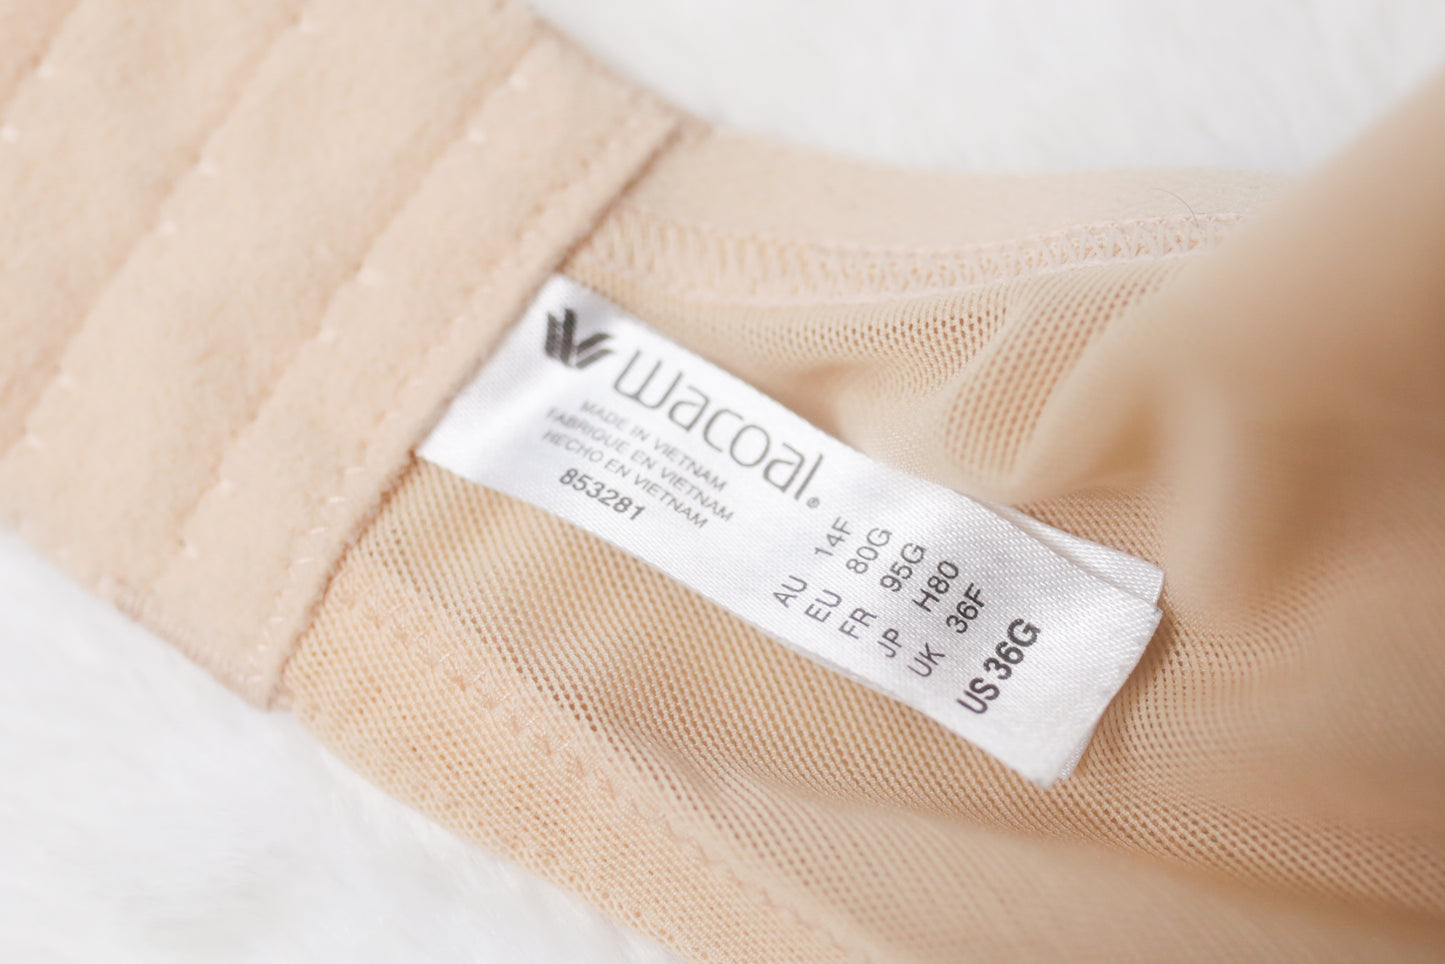 wacoal®
MADE IN VIETNAM
FABRIQUE EN VIETNAM
HECHO EN VIETNAM
853281
AU 14F
EU 80G
FR 95G
JP H80
UK 36F
US 36G